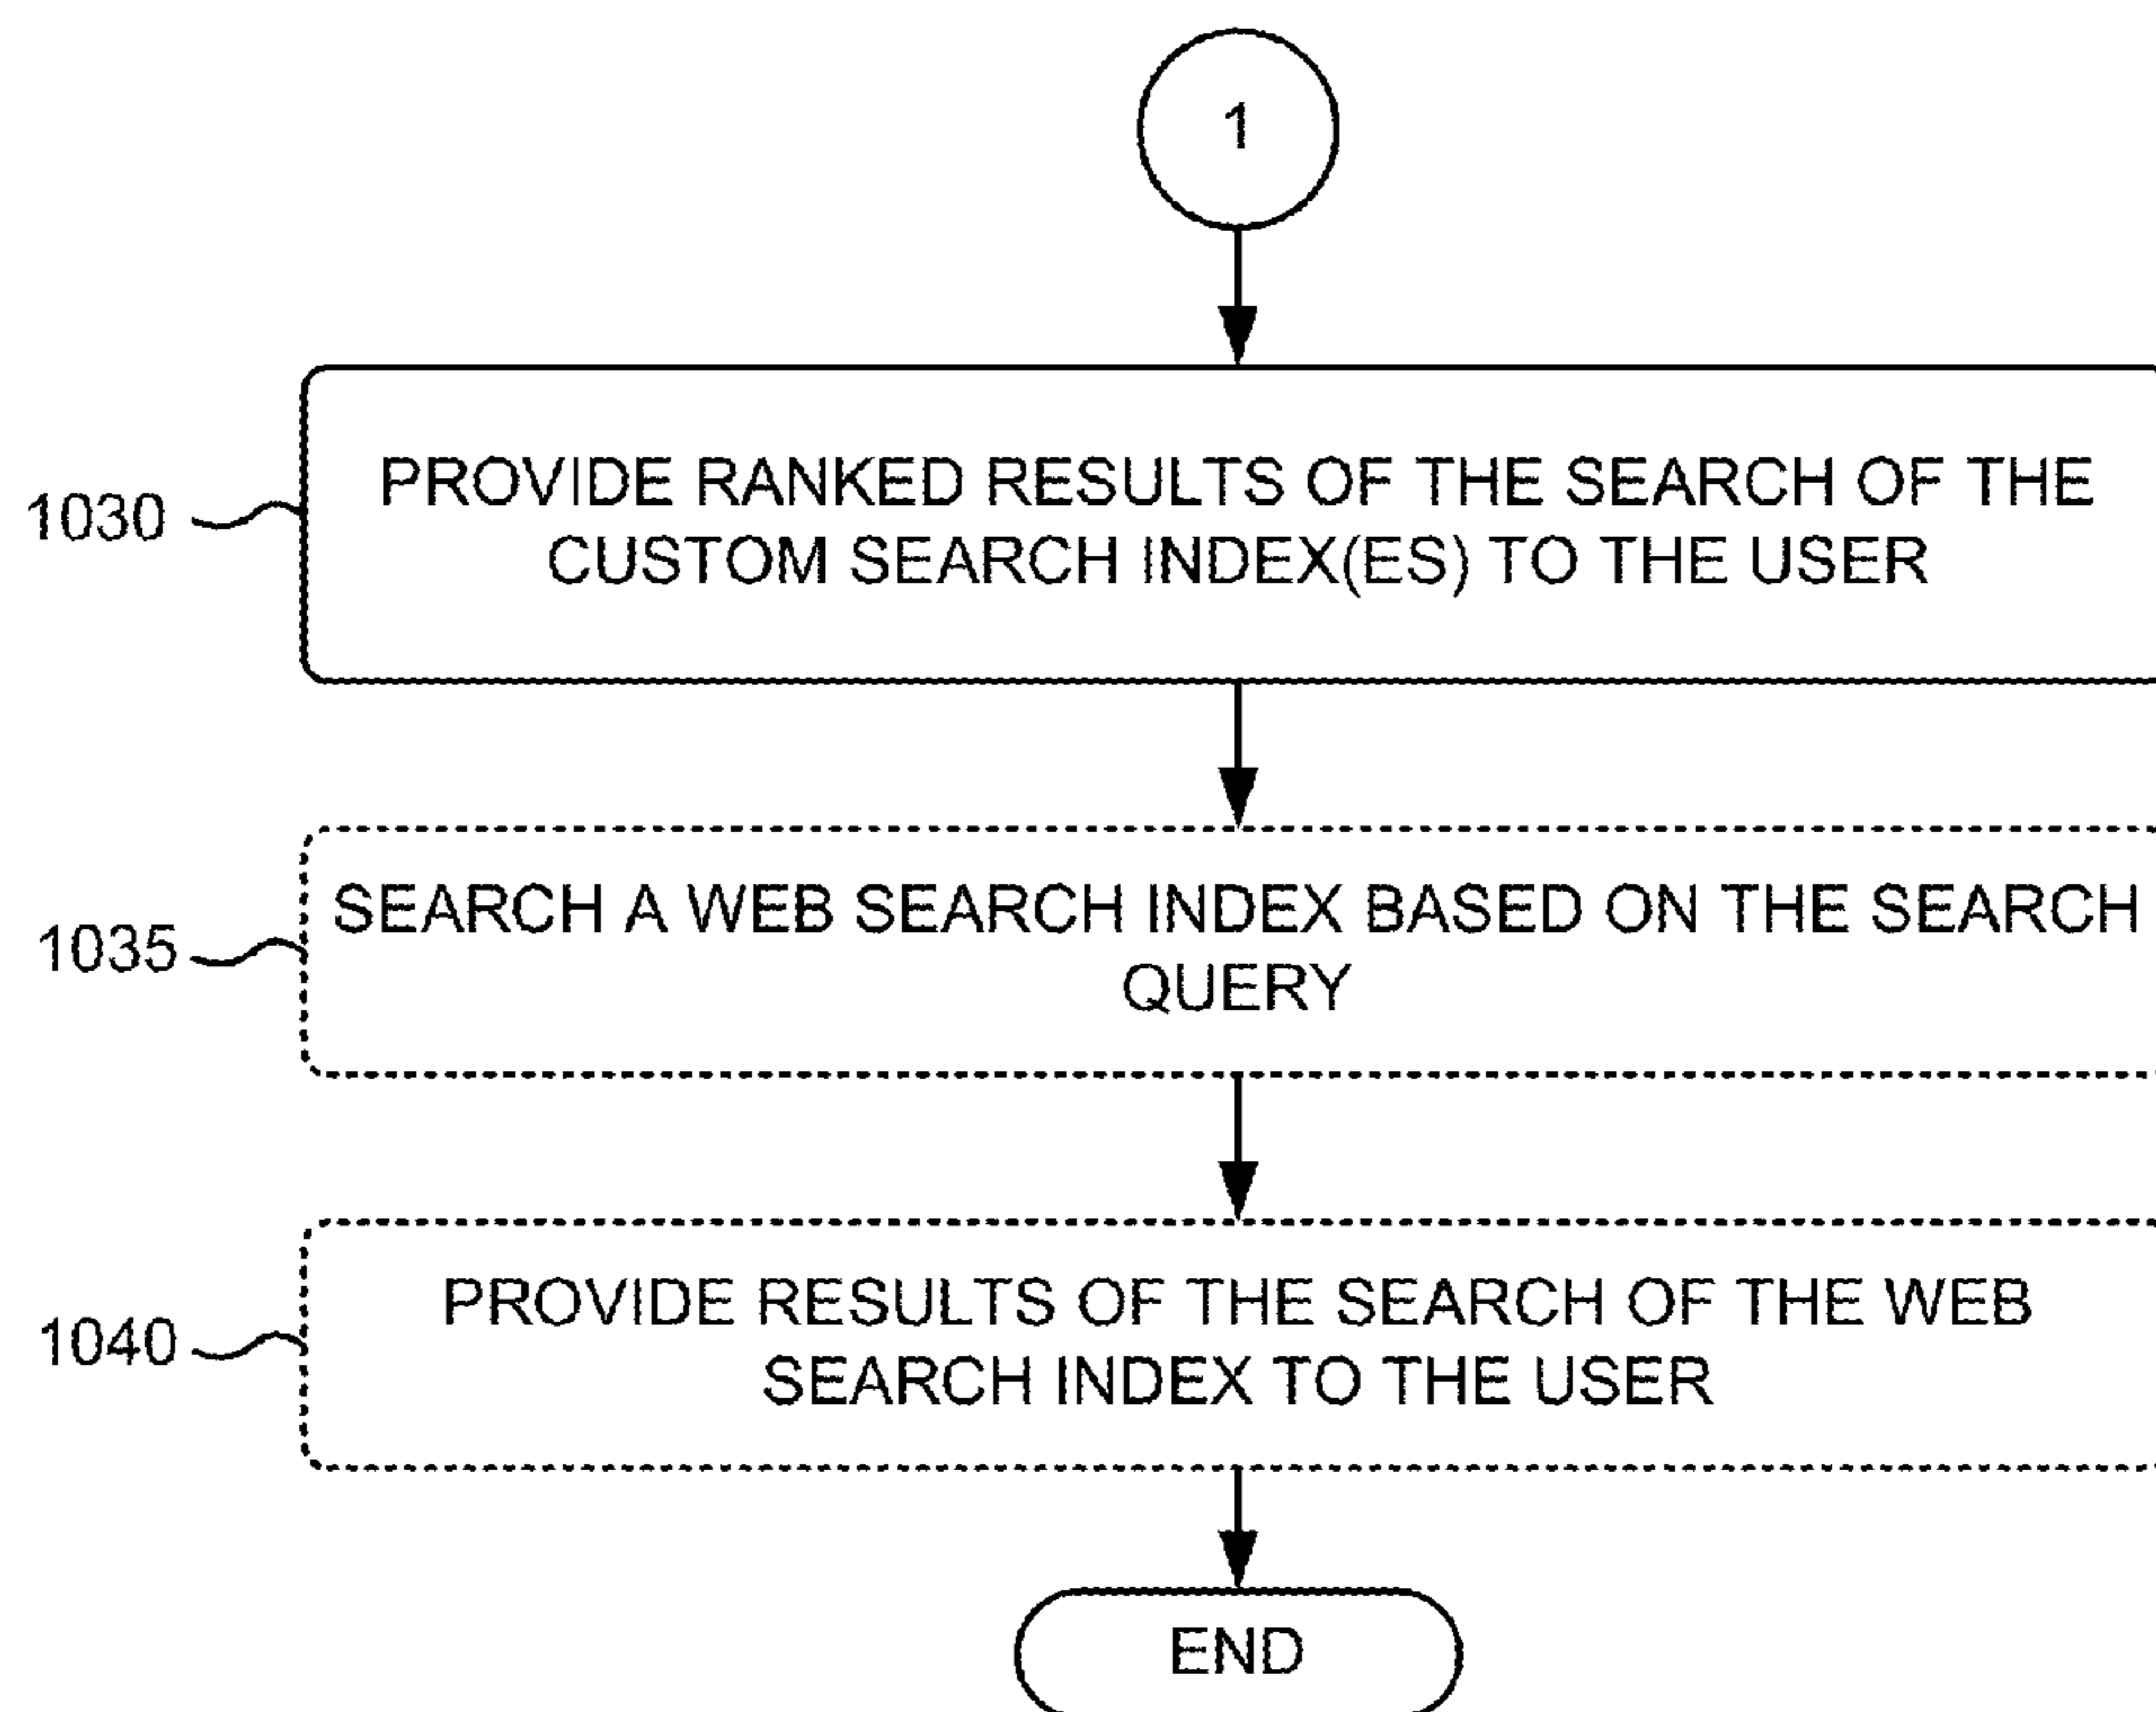 1
1030
PROVIDE RANKED RESULTS OF THE SEARCH OF THE
CUSTOM SEARCH INDEX(ES) TO THE USER
1035
SEARCH A WEB SEARCH INDEX BASED ON THE SEARCH
QUERY
1040
PROVIDE RESULTS OF THE SEARCH OF THE WEB
SEARCH INDEX TO THE USER
END